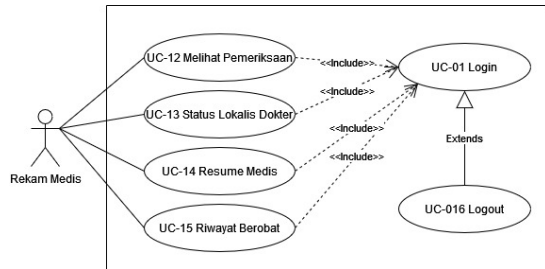 UC-12 Melihat Pemeriksaan
<<Include>>
UC-01 Login
UC-13 Status Lokalis Dokter
<<Include>>
Extends
<<Include>>
Rekam Medis
UC-14 Resume Medis
<<Include>>
UC-15 Riwayat Berobat
UC-016 Logout